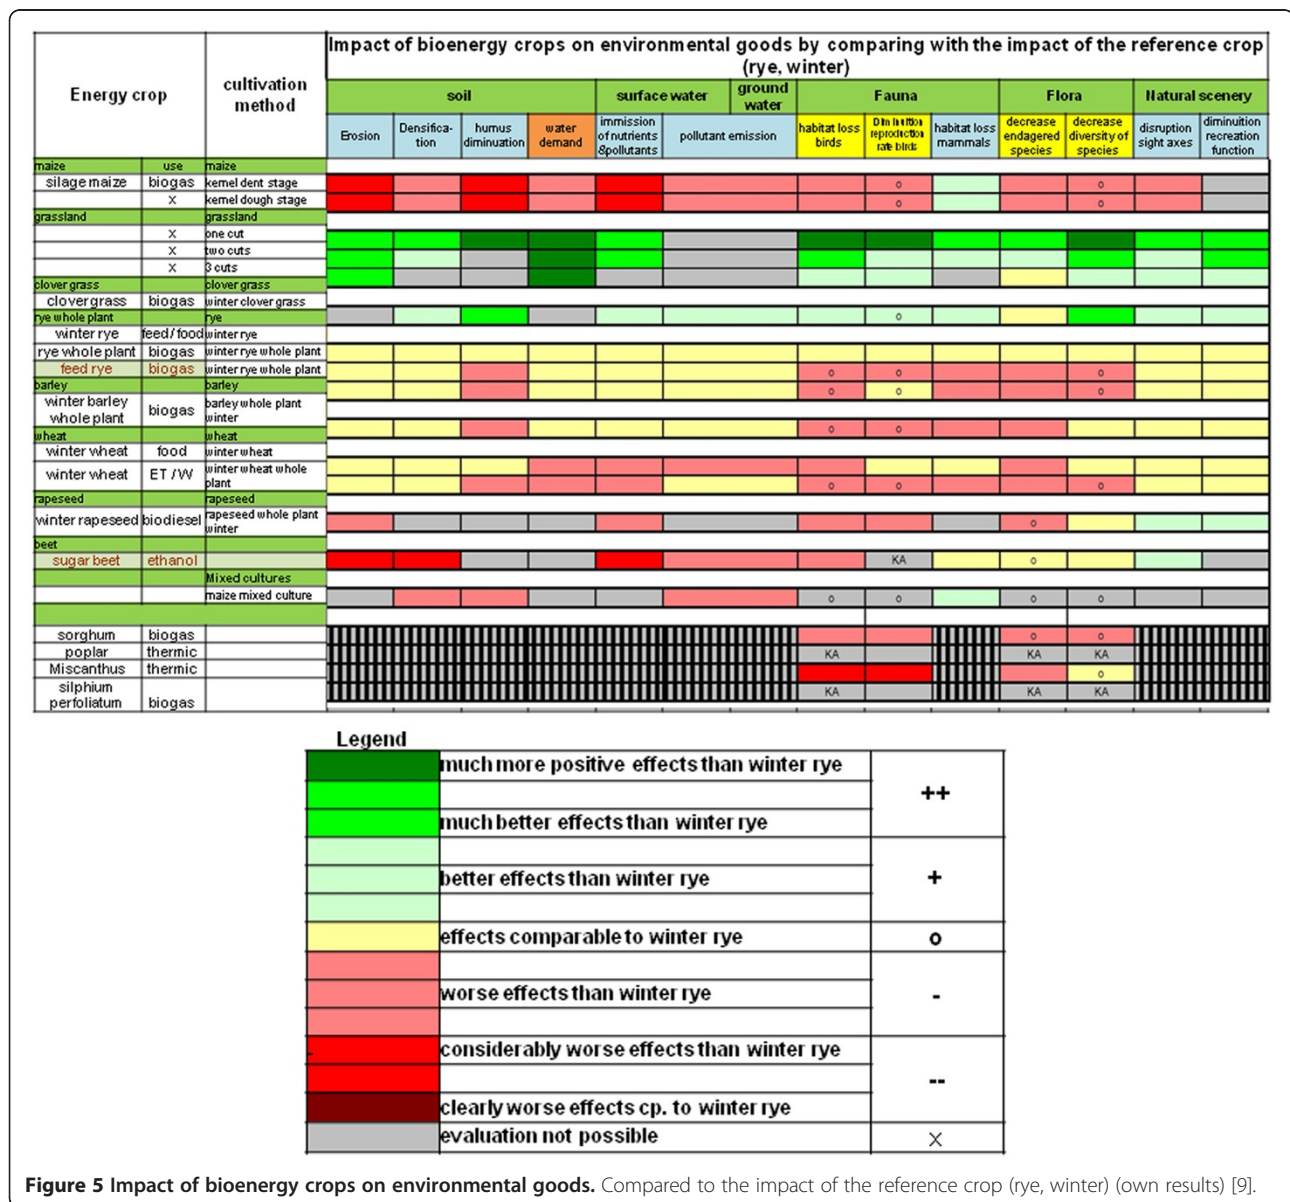 Impact of bioenergy crops on environmental goods by comparing with the impact of the reference crop
(rye, winter)
Energy crop
cultivation
method
soil
surface water
ground
water
Fauna
Flora
Natural scenery
Erosion
Densifica-
tion
humus
diminuation
water
demand
immission
of nutrients
&pollutants
pollutant emission
habitat loss
birds
Diminuition
reproduction
rate birds
habitat loss
mammals
decrease
endagered
species
decrease
diversity of
species
disruption
sight axes
diminuition
recreation
function
maize use maize
silage maize biogas kernel dent stage o o
X kernel dough stage o o
grassland grassland
X one cut
X two cuts
X 3 cuts
clover grass clover grass
clover grass biogas winter clover grass
rye whole plant rye o
winter rye feed/food winter rye
rye whole plant biogas winter rye whole plant
feed rye biogas winter rye whole plant o o o
barley barley o o o
winter barley
whole plant
biogas
barley whole plant
winter
o o
wheat wheat
winter wheat food winter wheat
winter wheat ET / W winter wheat whole
plant
o o o
rapeseed rapeseed
winter rapeseed biodiesel rapeseed whole plant
winter
o
beet
sugar beet ethanol KA o
Mixed cultures
maize mixed culture o o o o
sorghum biogas o o
poplar thermic KA KA KA
Miscanthus thermic o
silphium
perfoliatum biogas
KA KA KA
Legend
much more positive effects than winter rye
++
much better effects than winter rye
better effects than winter rye +
effects comparable to winter rye o
worse effects than winter rye -
considerably worse effects than winter rye
--
clearly worse effects cp. to winter rye
evaluation not possible X
Figure 5 Impact of bioenergy crops on environmental goods. Compared to the impact of the reference crop (rye, winter) (own results) [9].